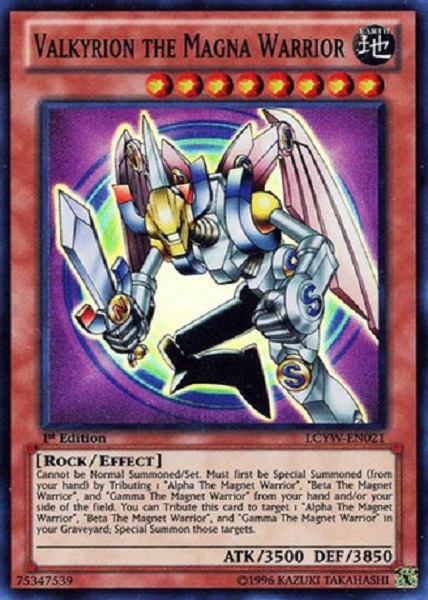 VALKYRION THE MAGNA WARRIOR
EARTH
地
N
S
S
1st Edition
LCYW-EN021
[ROCK/EFFECT]
Cannot be Normal Summoned/Set. Must first be Special Summoned (from
your hand) by Tributing 1 "Alpha The Magnet Warrior", "Beta The Magnet
Warrior", and "Gamma The Magnet Warrior" from your hand and/or your
side of the field. You can Tribute this card to target 1 "Alpha The Magnet
Warrior", "Beta The Magnet Warrior", and "Gamma The Magnet Warrior" in
your Graveyard; Special Summon those targets.
ATK/3500 DEF/3850
75347539
©1996 KAZUKI TAKAHASHI